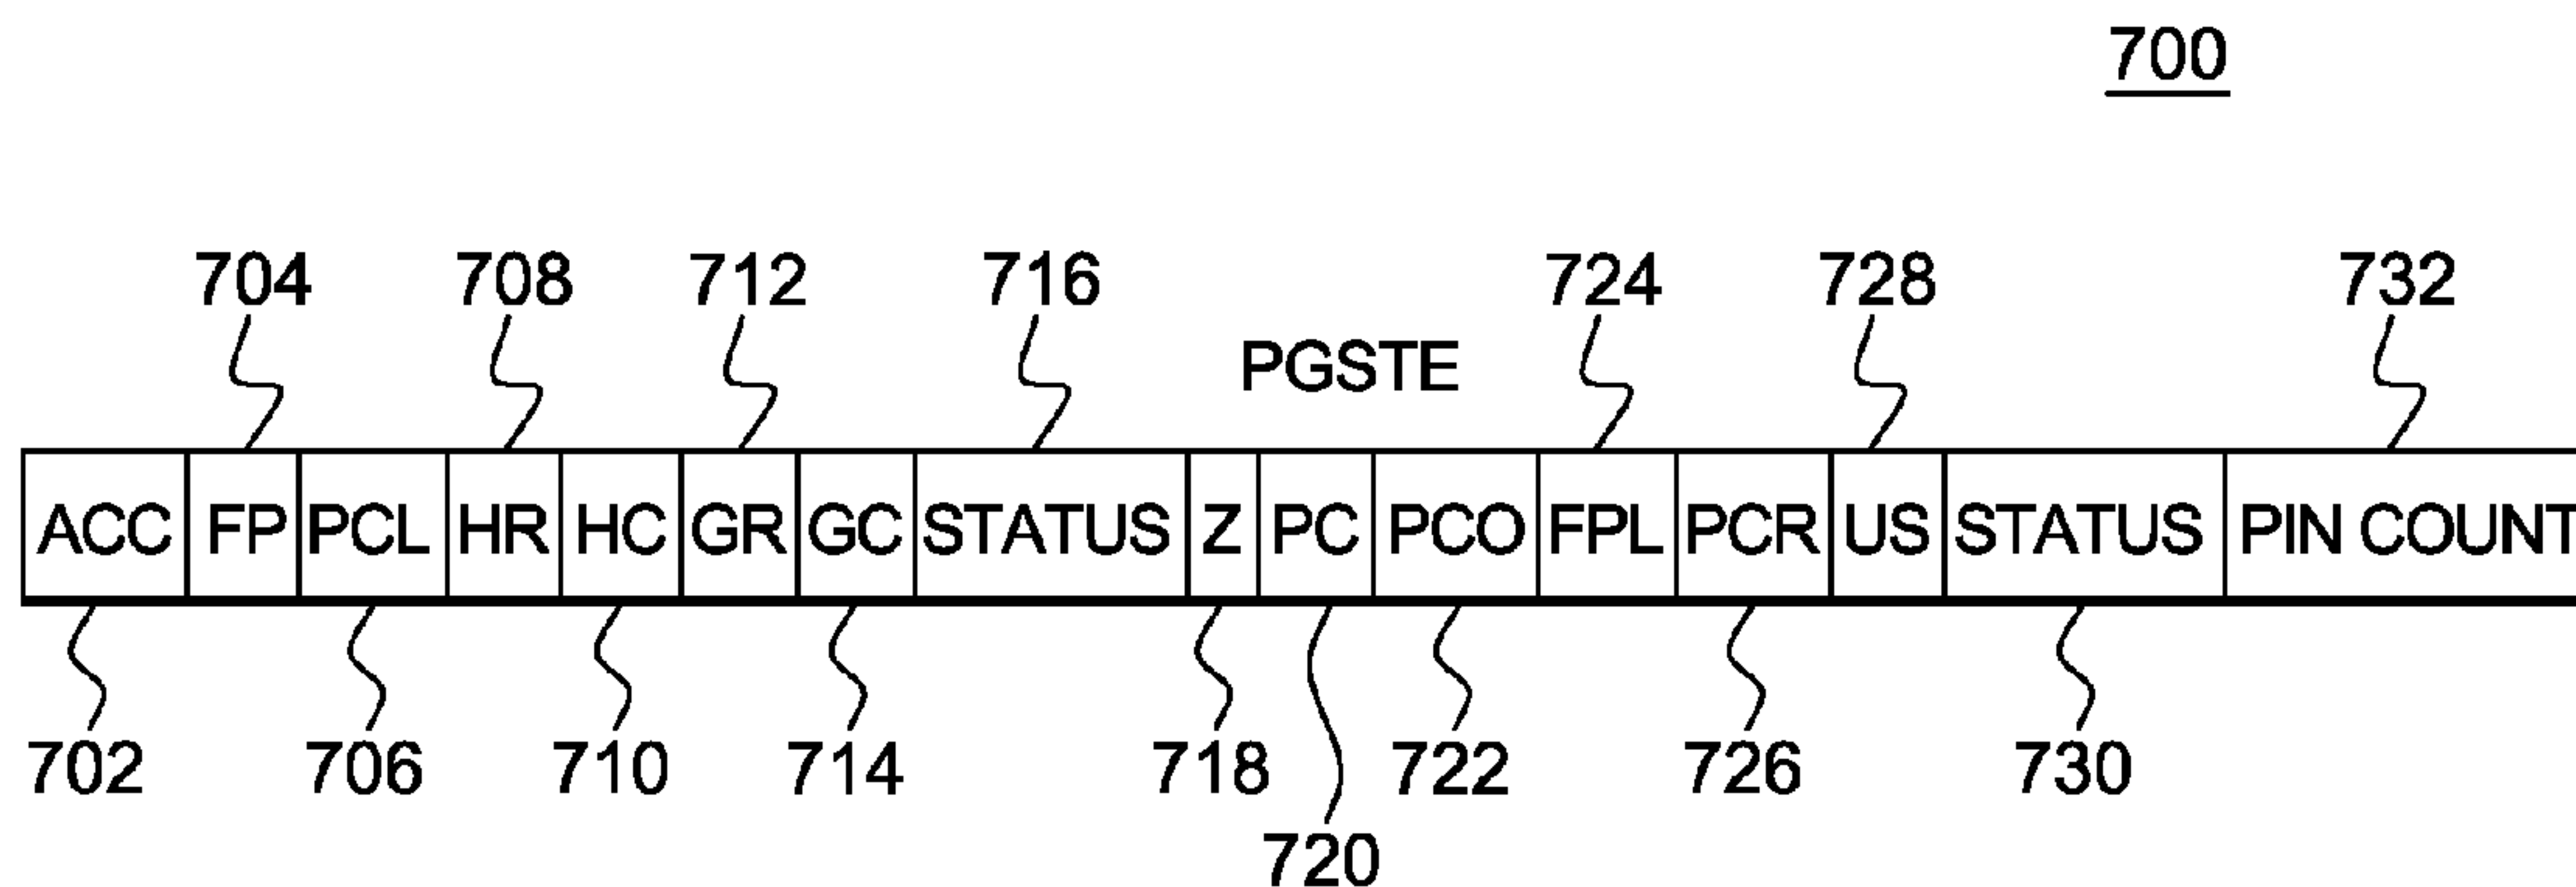 700
704 708 712 716 724 728 732
PGSTE
ACC FP PCL HR HC GR GC STATUS Z PC PCO FPL PCR US STATUS PIN COUNT
702 706 710 714 718 722 726 730
720